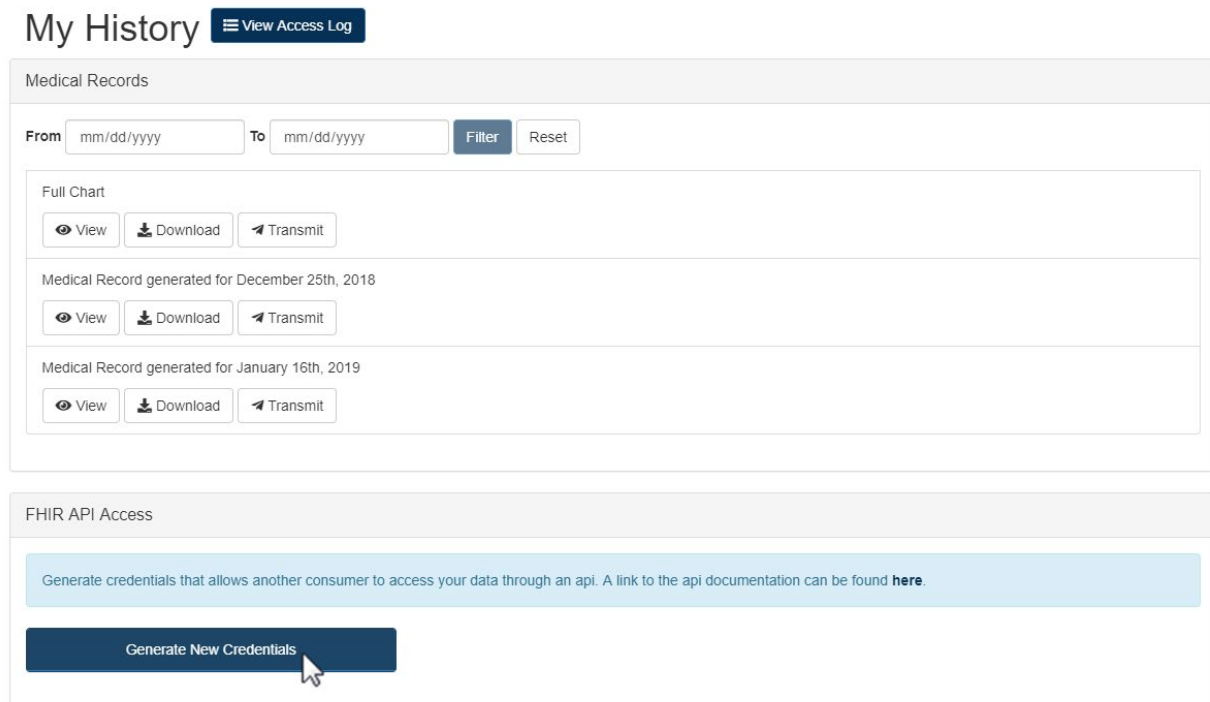 My History View Access Log
Medical Records
From mm/dd/yyyy To mm/dd/yyyy Filter Reset
Full Chart
View Download Transmit
Medical Record generated for December 25th, 2018
View Download Transmit
Medical Record generated for January 16th, 2019
View Download Transmit
FHIR API Access
Generate credentials that allows another consumer to access your data through an api. A link to the api documentation can be found here.
Generate New Credentials